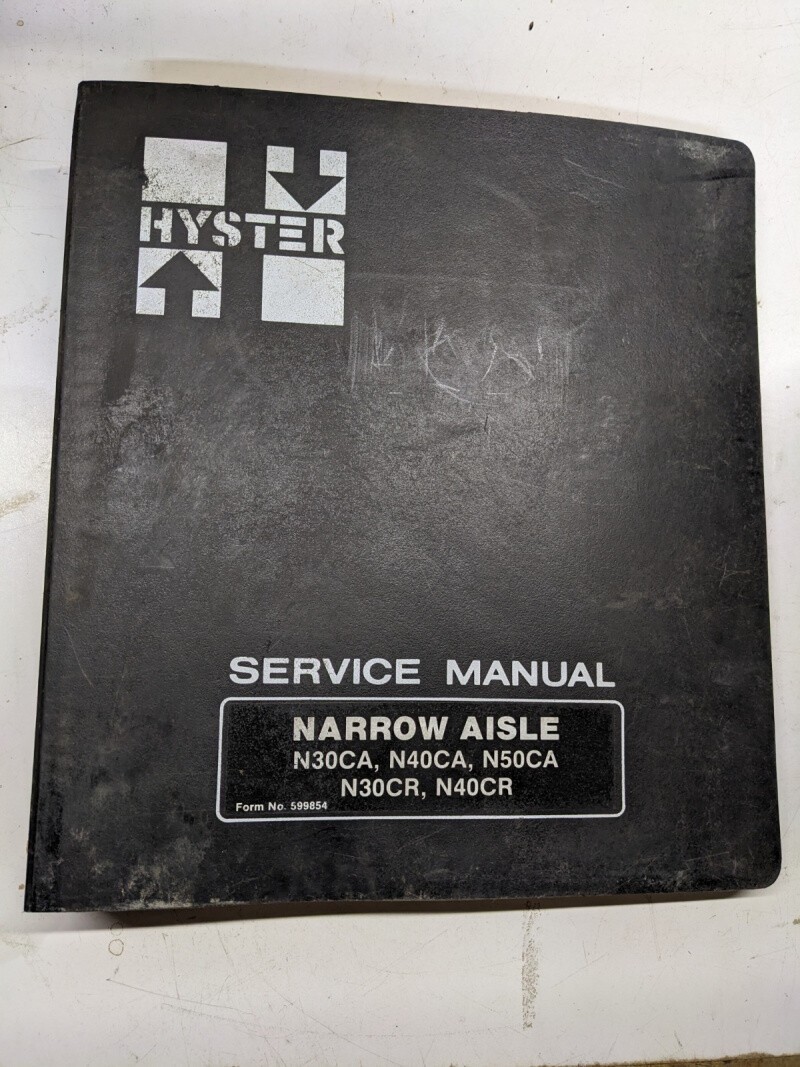 HYSTER
SERVICE MANUAL
NARROW AISLE
N30CA, N40CA, N50CA
N30CR, N40CR
Form No. 599854